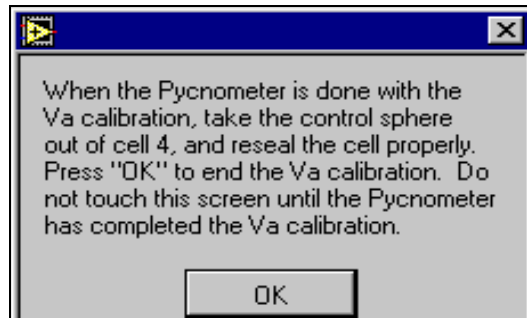 When the Pycnometer is done with the
Va calibration, take the control sphere
out of cell 4, and reseal the cell properly.
Press "OK" to end the Va calibration.  Do
not touch this screen until the Pycnometer
has completed the Va calibration.
OK